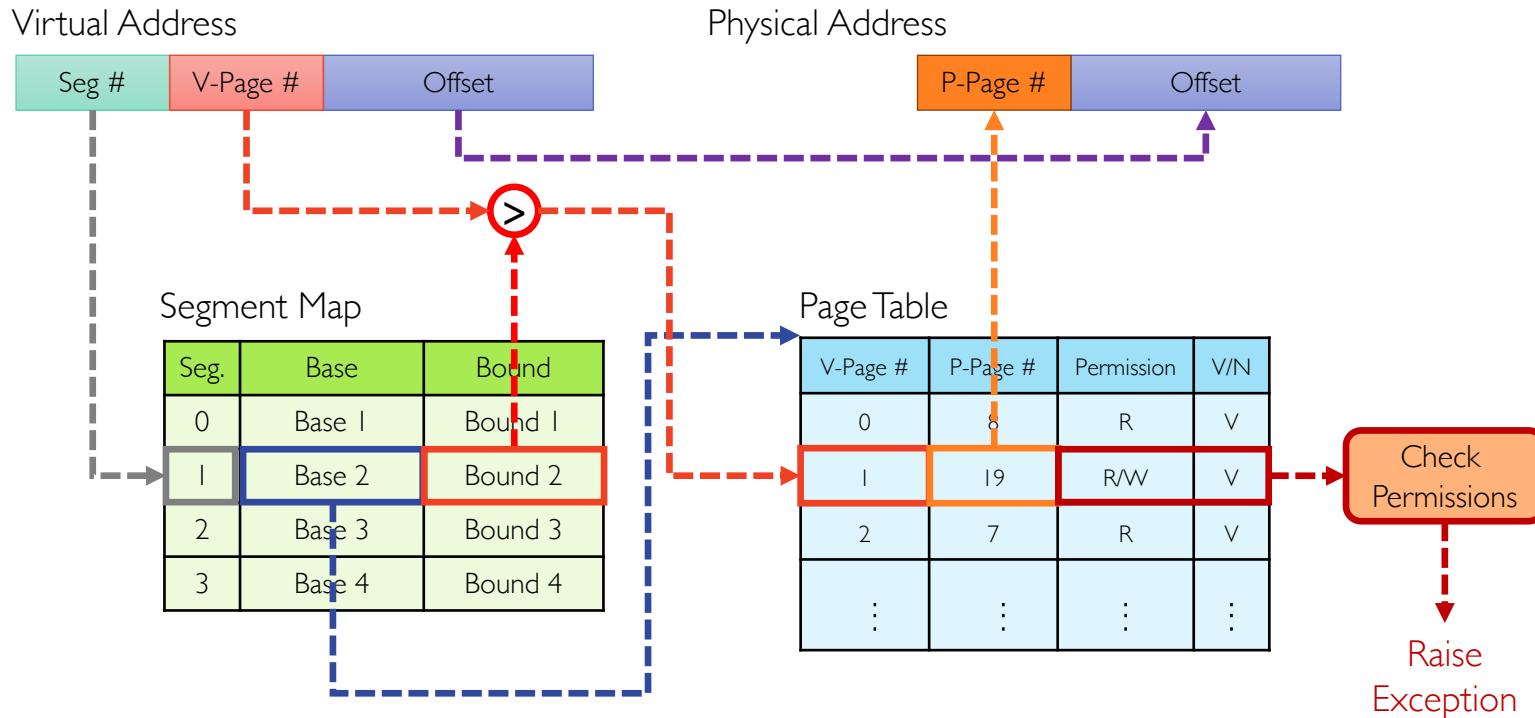 Virtual Address
Physical Address
Seg # V-Page # Offset
P-Page # Offset
>
Segment Map
Seg. Base Bound
0 Base 1 Bound 1
1 Base 2 Bound 2
2 Base 3 Bound 3
3 Base 4 Bound 4
Page Table
V-Page # P-Page # Permission V/N
0 8 R V
1 19 R/W V
2 7 R V
⋮ ⋮ ⋮ ⋮
Check
Permissions
Raise
Exception